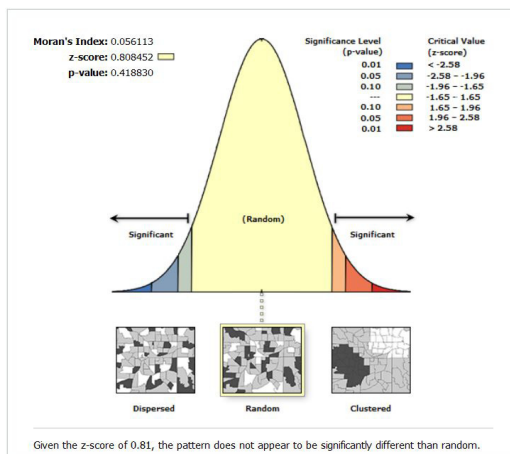 Moran's Index: 0.056113
z-score: 0.808452
p-value: 0.418830
Significance Level Critical Value
(p-value) (z-score)
0.01 < -2.58
0.05 -2.58 – -1.96
0.10 -1.96 – -1.65
--- -1.65 – 1.65
0.10 1.65 – 1.96
0.05 1.96 – 2.58
0.01 > 2.58
(Random)
Significant Significant
Dispersed Random Clustered
Given the z-score of 0.81, the pattern does not appear to be significantly different than random.